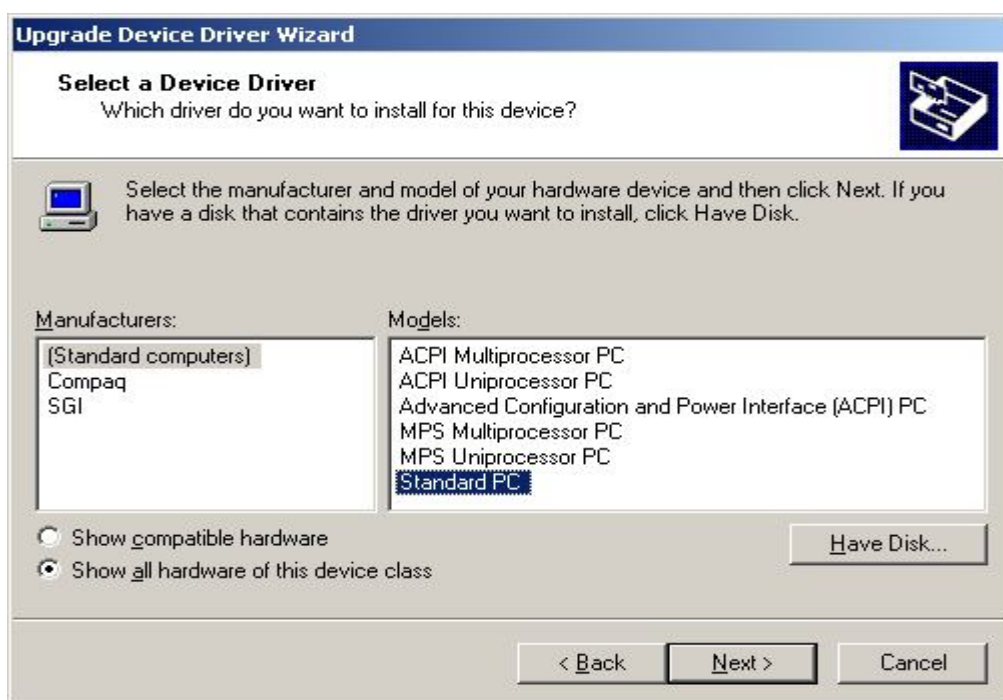 Upgrade Device Driver Wizard
Select a Device Driver
Which driver do you want to install for this device?
Select the manufacturer and model of your hardware device and then click Next. If you
have a disk that contains the driver you want to install, click Have Disk.
Manufacturers:
(Standard computers)
Compaq
SGI
Models:
ACPI Multiprocessor PC
ACPI Uniprocessor PC
Advanced Configuration and Power Interface (ACPI) PC
MPS Multiprocessor PC
MPS Uniprocessor PC
Standard PC
Show compatible hardware
Show all hardware of this device class
Have Disk...
< Back
Next >
Cancel